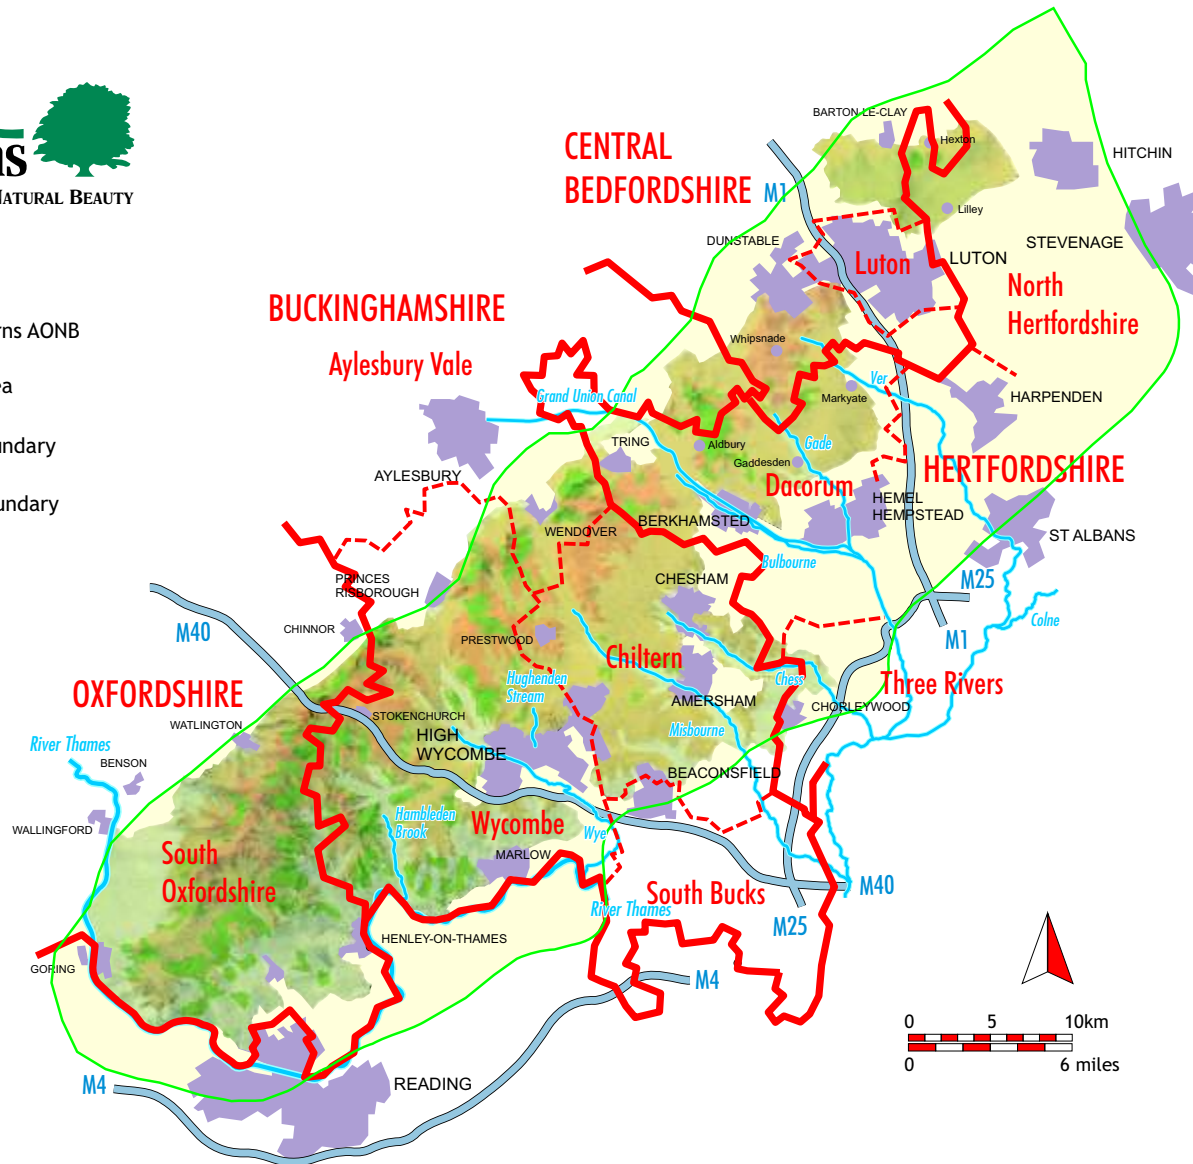 NATURAL BEAUTY
AONB
CENTRAL
BEDFORDSHIRE
BARTON-LE-CLAY
Hexton
HITCHIN
M1
Lilley
DUNSTABLE
STEVENAGE
Luton
LUTON
North
Hertfordshire
BUCKINGHAMSHIRE
Aylesbury Vale
Whipsnade
Ver
Markyate
HARPENDEN
Grand Union Canal
TRING
Aldbury
Gade
Gaddesden
AYLESBURY
Dacorum
HERTFORDSHIRE
HEMEL
HEMPSTEAD
BERKHAMSTED
WENDOVER
ST ALBANS
Bulbourne
M25
CHESHAM
PRINCES
RISBOROUGH
Colne
M40
CHINNOR
PRESTWOOD
M1
Chiltern
Hughenden
Stream
Chess
Three Rivers
OXFORDSHIRE
AMERSHAM
CHORLEYWOOD
STOKENCHURCH
WATLINGTON
HIGH
WYCOMBE
Misbourne
River Thames
BENSON
BEACONSFIELD
WALLINGFORD
Hambleden
Brook
Wycombe
Wye
South
Oxfordshire
MARLOW
South Bucks
M40
River Thames
M25
HENLEY-ON-THAMES
GORING
M4
0 5 10km
0 6 miles
M4
READING